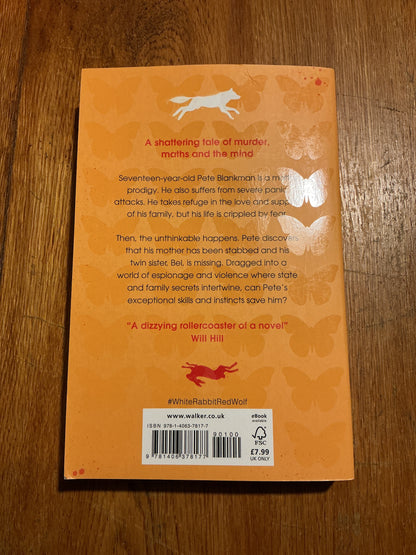 A shattering tale of murder,
maths and the mind
Seventeen-year-old Pete Blankman is a maths
prodigy. He also suffers from severe panic
attacks. He takes refuge in the love and support
of his family, but his life is crippled by fear.
Then, the unthinkable happens. Pete discovers
that his mother has been stabbed and his
twin sister, Bel, is missing. Dragged into a
world of espionage and violence where state
and family secrets intertwine, can Pete's
exceptional skills and instincts save him?
"A dizzying rollercoaster of a novel"
Will Hill
#WhiteRabbitRedWolf
www.walker.co.uk
ISBN 978-1-4063-7817-7
90100
9 781406 378177
eBook
available
FSC
£7.99
UK ONLY